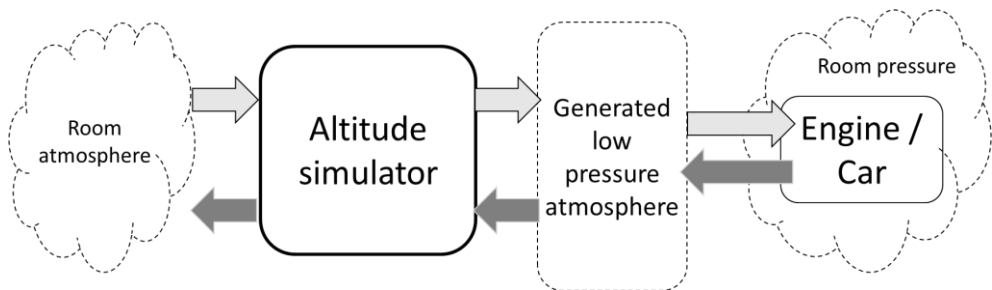 Room
atmosphere
Altitude
simulator
Generated
low
pressure
atmosphere
Room pressure
Engine /
Car